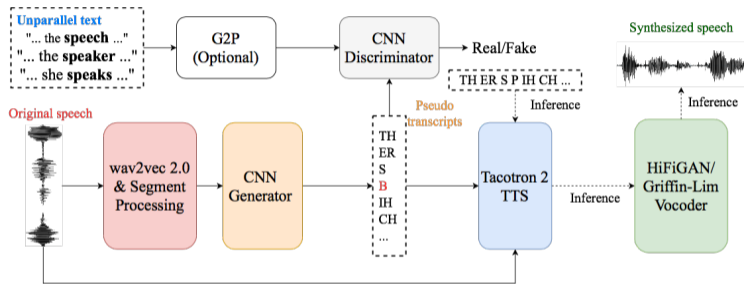 Unparallel text
"... the speech ..."
"... the speaker ..."
"... she speaks ..."
G2P
(Optional)
CNN
Discriminator
Real/Fake
Synthesized speech
TH ER S P IH CH ...
Inference
Inference
Original speech
Pseudo
transcripts
wav2vec 2.0
& Segment
Processing
CNN
Generator
TH
ER
S
B
IH
CH
...
Tacotron 2
TTS
Inference
HiFiGAN/
Griffin-Lim
Vocoder